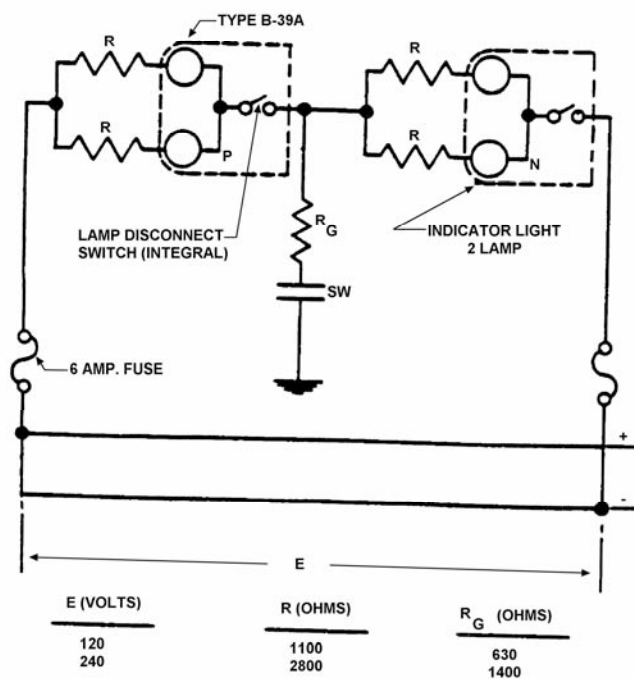 TYPE B-39A
R
R
R
R
P
N
LAMP DISCONNECT
SWITCH (INTEGRAL)
R G
INDICATOR LIGHT
2 LAMP
SW
6 AMP. FUSE
+
-
E
E (VOLTS) R (OHMS) R G (OHMS)
120 1100 630
240 2800 1400